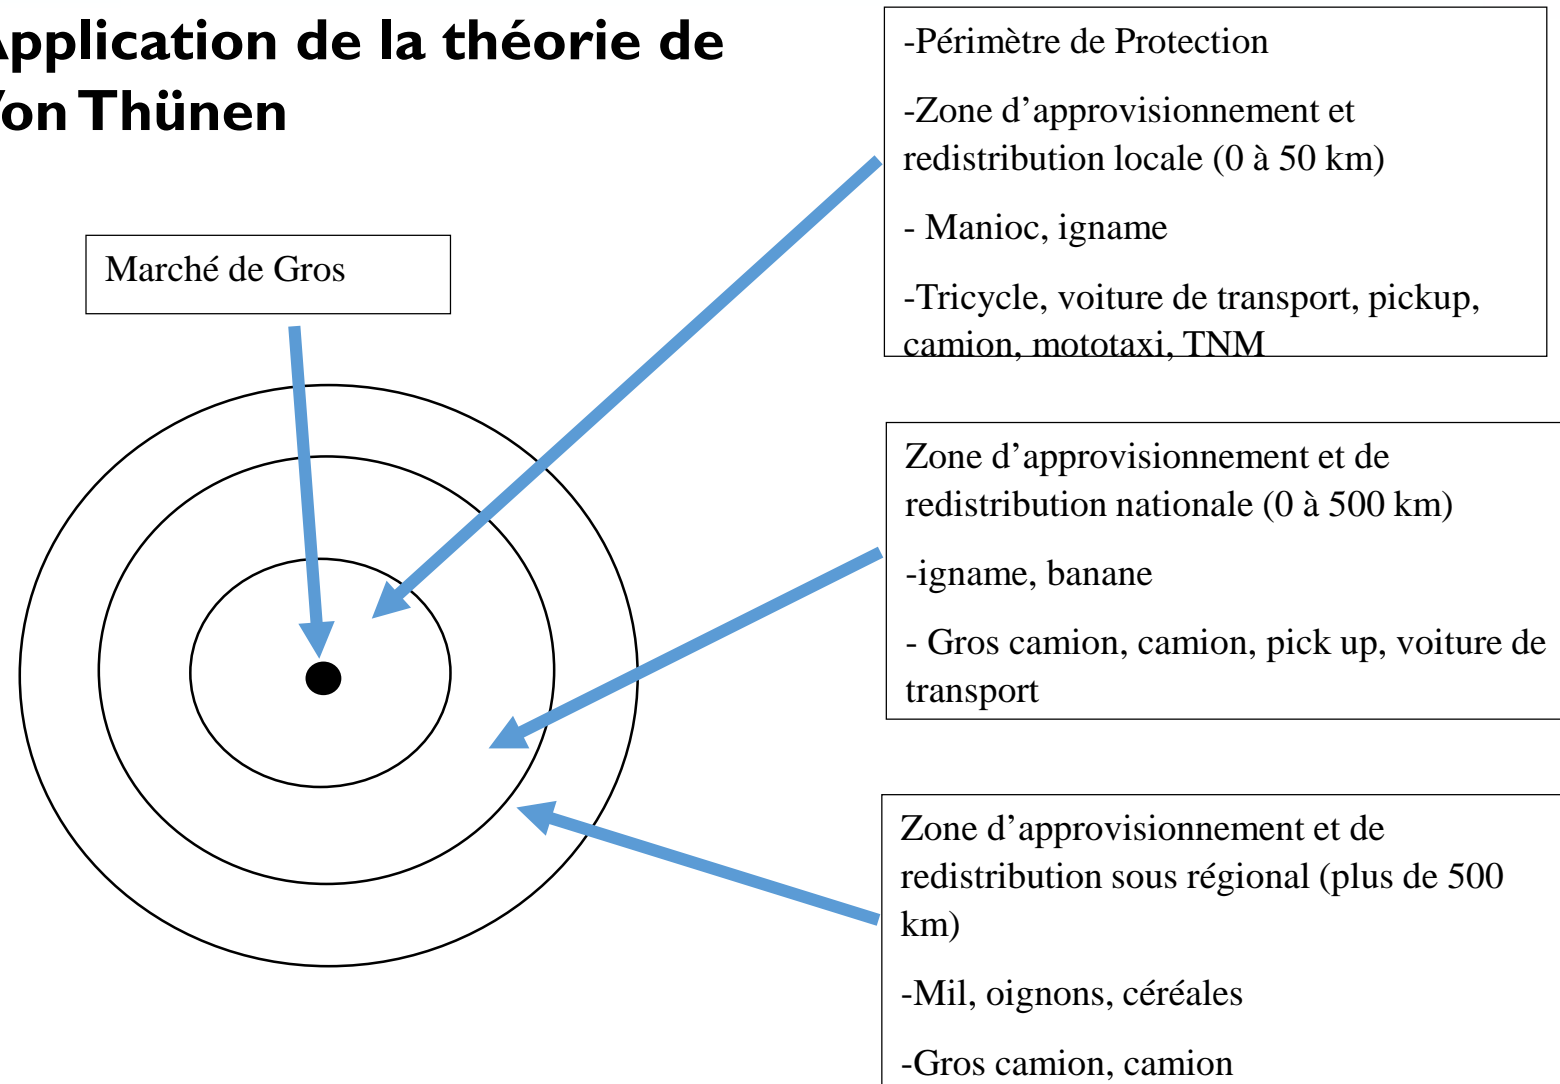 Application de la théorie de
Von Thünen
Marché de Gros
-Périmètre de Protection
-Zone d’approvisionnement et
redistribution locale (0 à 50 km)
- Manioc, igname
-Tricycle, voiture de transport, pickup,
camion, mototaxi, TNM
Zone d’approvisionnement et de
redistribution nationale (0 à 500 km)
-igname, banane
- Gros camion, camion, pick up, voiture de
transport
Zone d’approvisionnement et de
redistribution sous régional (plus de 500
km)
-Mil, oignons, céréales
-Gros camion, camion